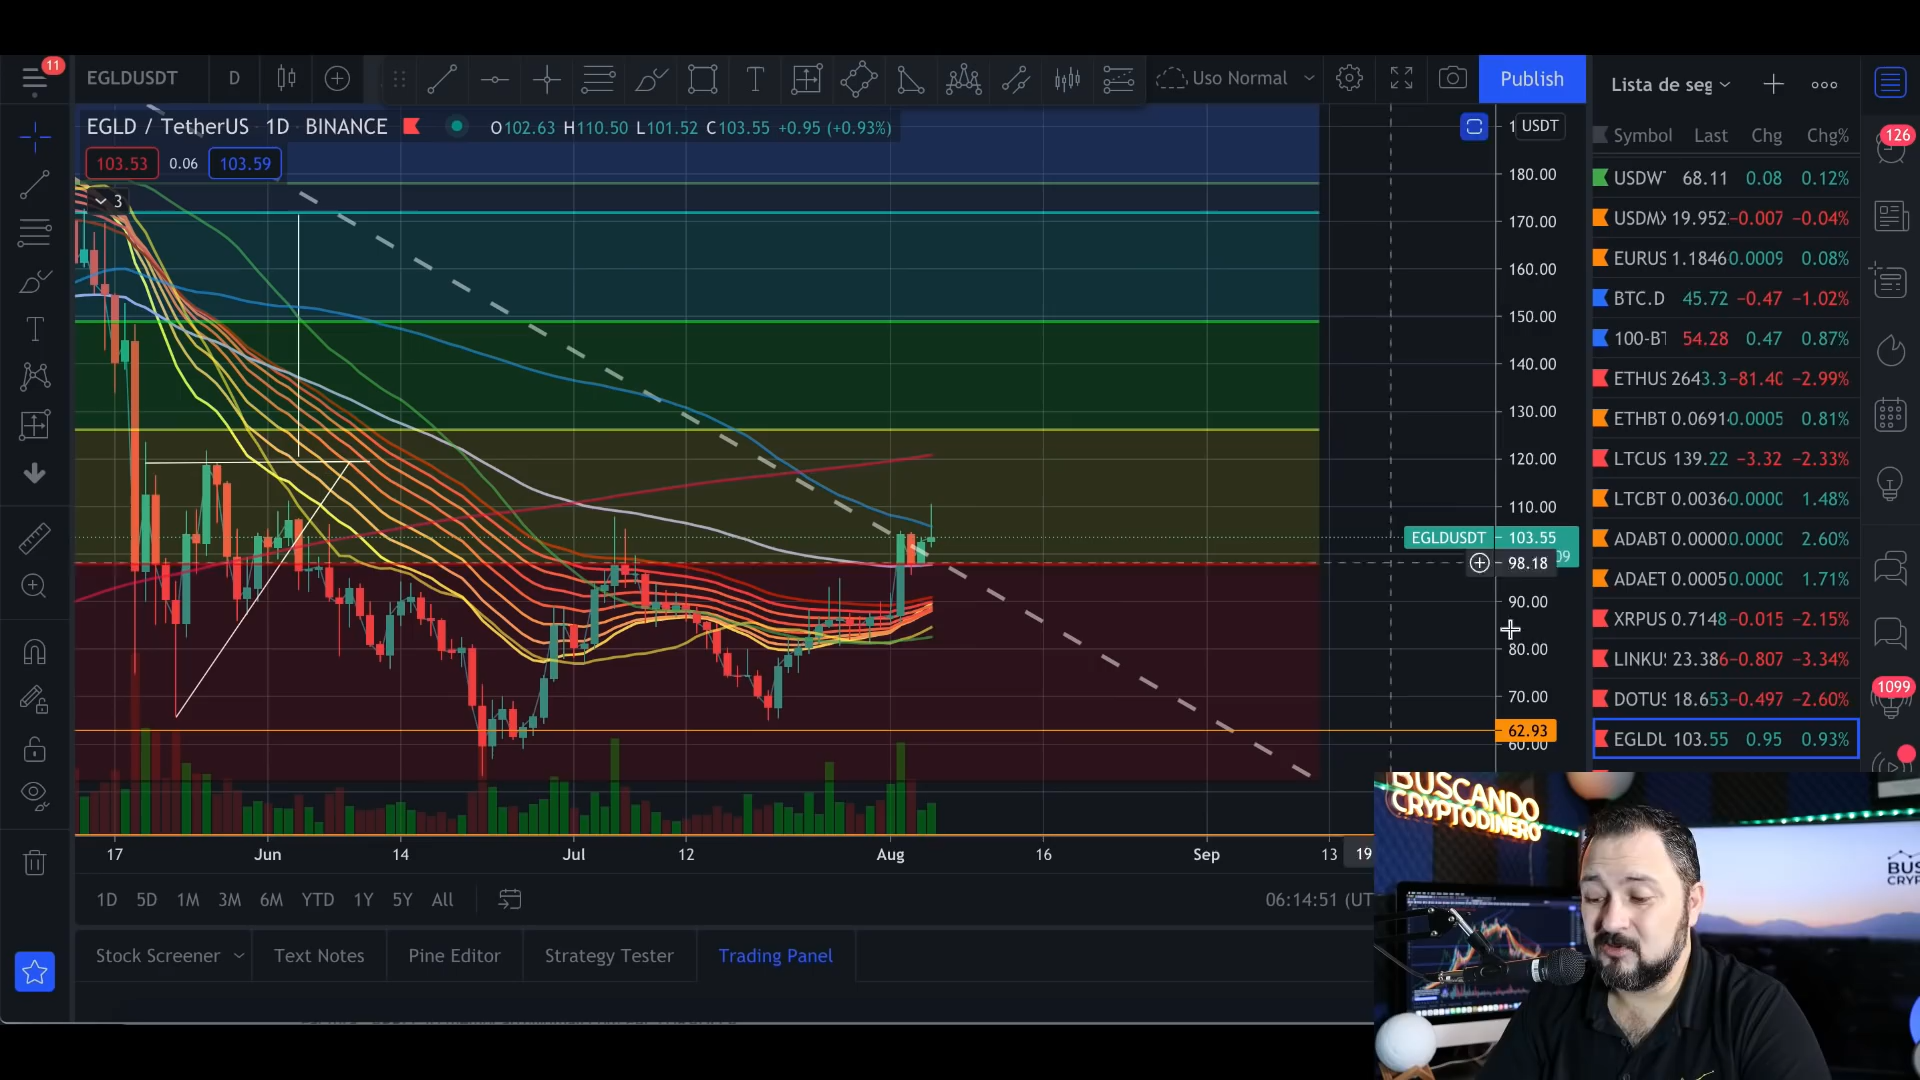 11
EGLDUSDT D
Uso Normal
Publish
Lista de seg
EGLD / TetherUS 1D BINANCE O102.63 H110.50 L101.52 C103.55 +0.95 (+0.93%)
USDT
103.53 0.06 103.59
3
180.00
170.00
160.00
150.00
140.00
130.00
120.00
110.00
EGLDUSDT 103.55
98.18
90.00
80.00
70.00
62.93
60.00
17 Jun 14 Jul 12 Aug 16 Sep 13 19
1D 5D 1M 3M 6M YTD 1Y 5Y All
06:14:51 (UT
Stock Screener Text Notes Pine Editor Strategy Tester Trading Panel
Symbol Last Chg Chg%
USDW 68.11 0.08 0.12%
USDMX 19.952 −0.007 −0.04%
EURUS 1.1846 0.0009 0.08%
BTC.D 45.72 −0.47 −1.02%
100-BT 54.28 0.47 0.87%
ETHUS 2643.3 −81.40 −2.99%
ETHBT 0.0691 0.0005 0.81%
LTCUS 139.22 −3.32 −2.33%
LTCBT 0.0036 0.0000 1.48%
ADABT 0.0000 0.0000 2.60%
ADAET 0.0005 0.0000 1.71%
XRPUS 0.7148 −0.015 −2.15%
LINKUS 23.386 −0.807 −3.34%
DOTUS 18.653 −0.497 −2.60%
EGLDU 103.55 0.95 0.93%
126
1099
BUSCANDO
CRYPTODINERO
BUS
CRYP